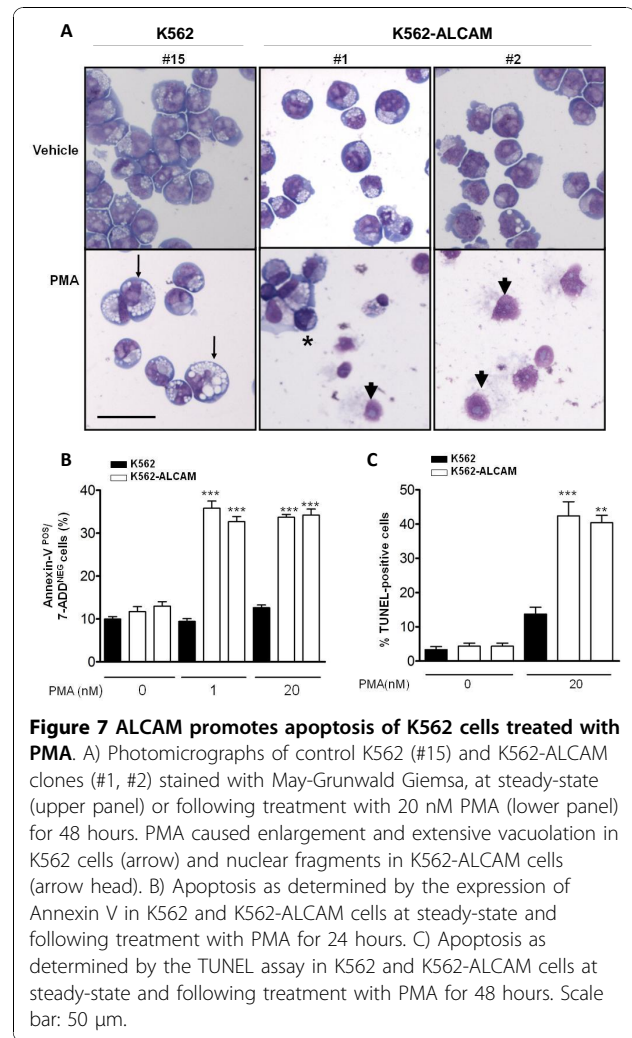 A
K562 K562-ALCAM
#15 #1 #2
Vehicle
PMA
*
B
K562
K562-ALCAM
Annexin-V POS/
7-ADDNEG cells (%)
40
30
20
10
0
*** *** *** ***
PMA (nM) 0 1 20
C
K562
K562-ALCAM
% TUNEL-positive cells
50
40
30
20
10
0
*** **
PMA(nM) 0 20
Figure 7 ALCAM promotes apoptosis of K562 cells treated with
PMA. A) Photomicrographs of control K562 (#15) and K562-ALCAM
clones (#1, #2) stained with May-Grunwald Giemsa, at steady-state
(upper panel) or following treatment with 20 nM PMA (lower panel)
for 48 hours. PMA caused enlargement and extensive vacuolation in
K562 cells (arrow) and nuclear fragments in K562-ALCAM cells
(arrow head). B) Apoptosis as determined by the expression of
Annexin V in K562 and K562-ALCAM cells at steady-state and
following treatment with PMA for 24 hours. C) Apoptosis as
determined by the TUNEL assay in K562 and K562-ALCAM cells at
steady-state and following treatment with PMA for 48 hours. Scale
bar: 50 μm.